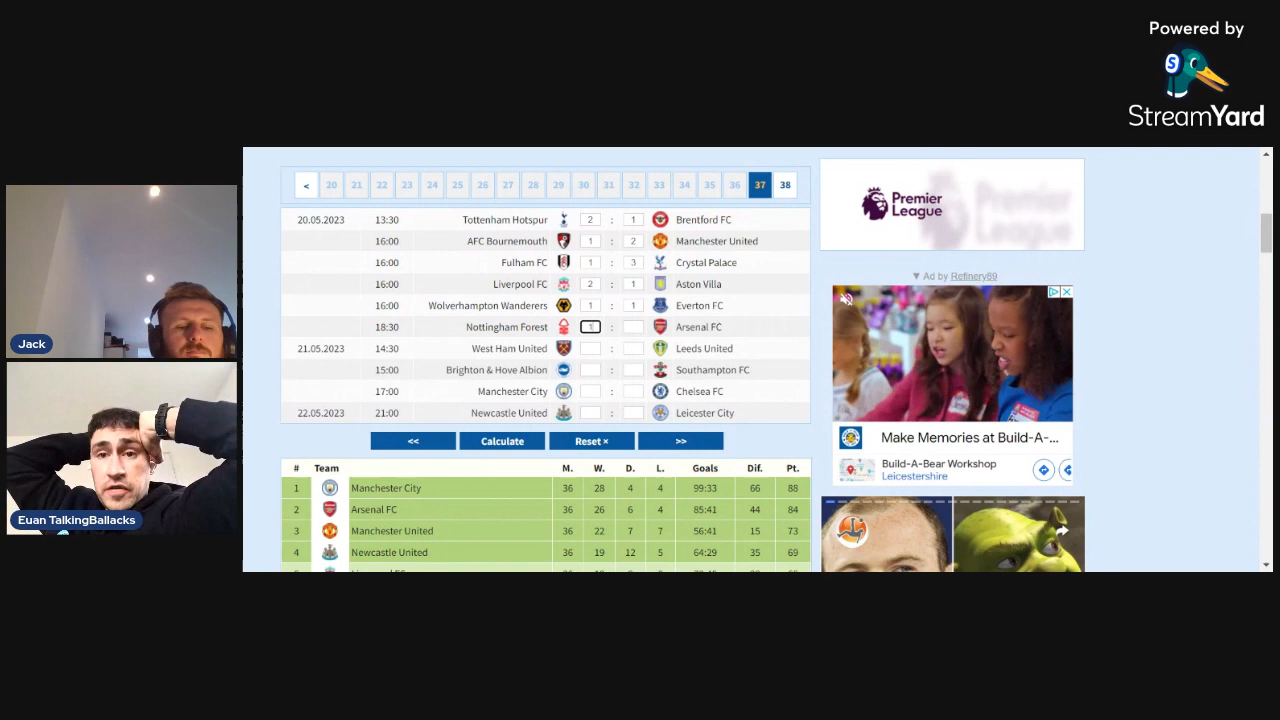 Powered by
S
StreamYard
Jack
Euan TalkingBallacks
< 20 21 22 23 24 25 26 27 28 29 30 31 32 33 34 35 36 37 38
20.05.2023 13:30 Tottenham Hotspur 2 : 1 Brentford FC
16:00 AFC Bournemouth 1 : 2 Manchester United
16:00 Fulham FC 1 : 3 Crystal Palace
16:00 Liverpool FC 2 : 1 Aston Villa
16:00 Wolverhampton Wanderers 1 : 1 Everton FC
18:30 Nottingham Forest 1 : Arsenal FC
21.05.2023 14:30 West Ham United : Leeds United
15:00 Brighton & Hove Albion : Southampton FC
17:00 Manchester City : Chelsea FC
22.05.2023 21:00 Newcastle United : Leicester City
<< Calculate Reset × >>
# Team M. W. D. L. Goals Dif. Pt.
1 Manchester City 36 28 4 4 99:33 66 88
2 Arsenal FC 36 26 6 4 85:41 44 84
3 Manchester United 36 22 7 7 56:41 15 73
4 Newcastle United 36 19 12 5 64:29 35 69
Premier
League
Premier
League
▼ Ad by Refinery89
Make Memories at Build-A-...
Build-A-Bear Workshop
Leicestershire